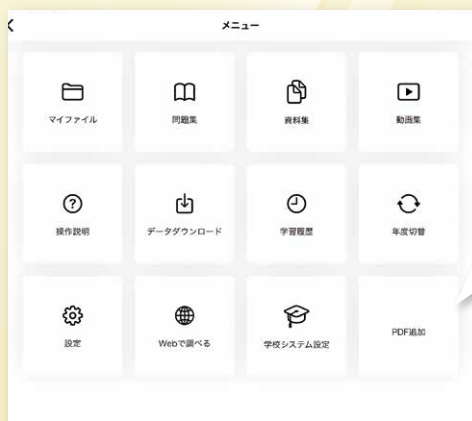 メニュー
マイファイル
問題集
資料集
動画集
操作説明
データダウンロード
学習履歴
年度切替
設定
Webで調べる
学校システム設定
PDF追加